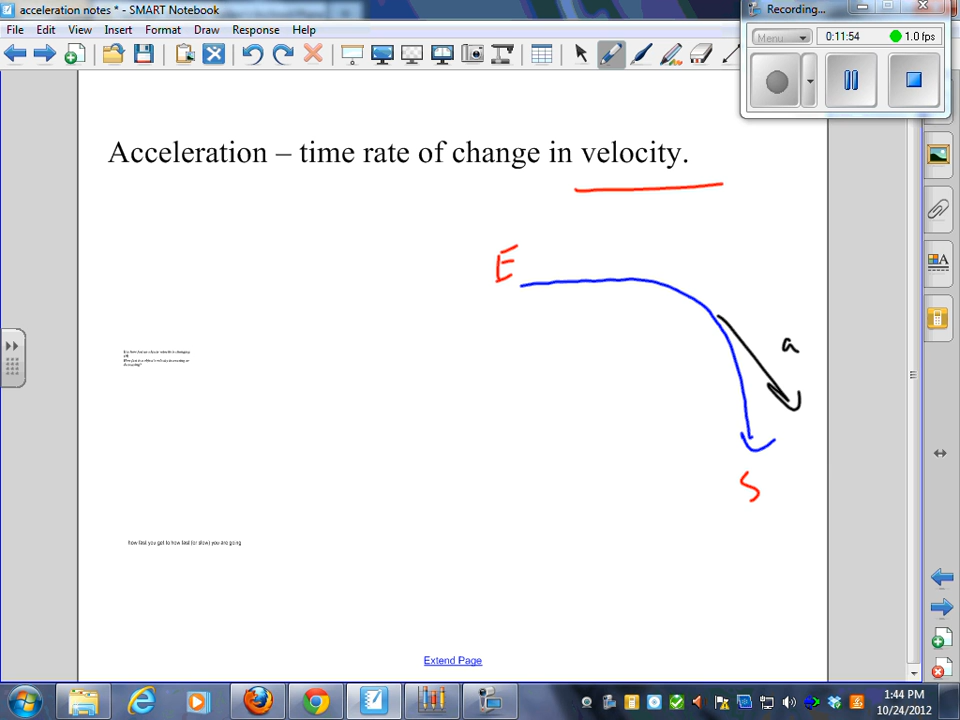 acceleration notes * - SMART Notebook
Recording...
File Edit View Insert Format Draw Response Help
Menu 0:11:54 1.0 fps
Acceleration – time rate of change in velocity.
E
a
S
how fast you get to how fast (or slow) you are going
Extend Page
1:44 PM
10/24/2012